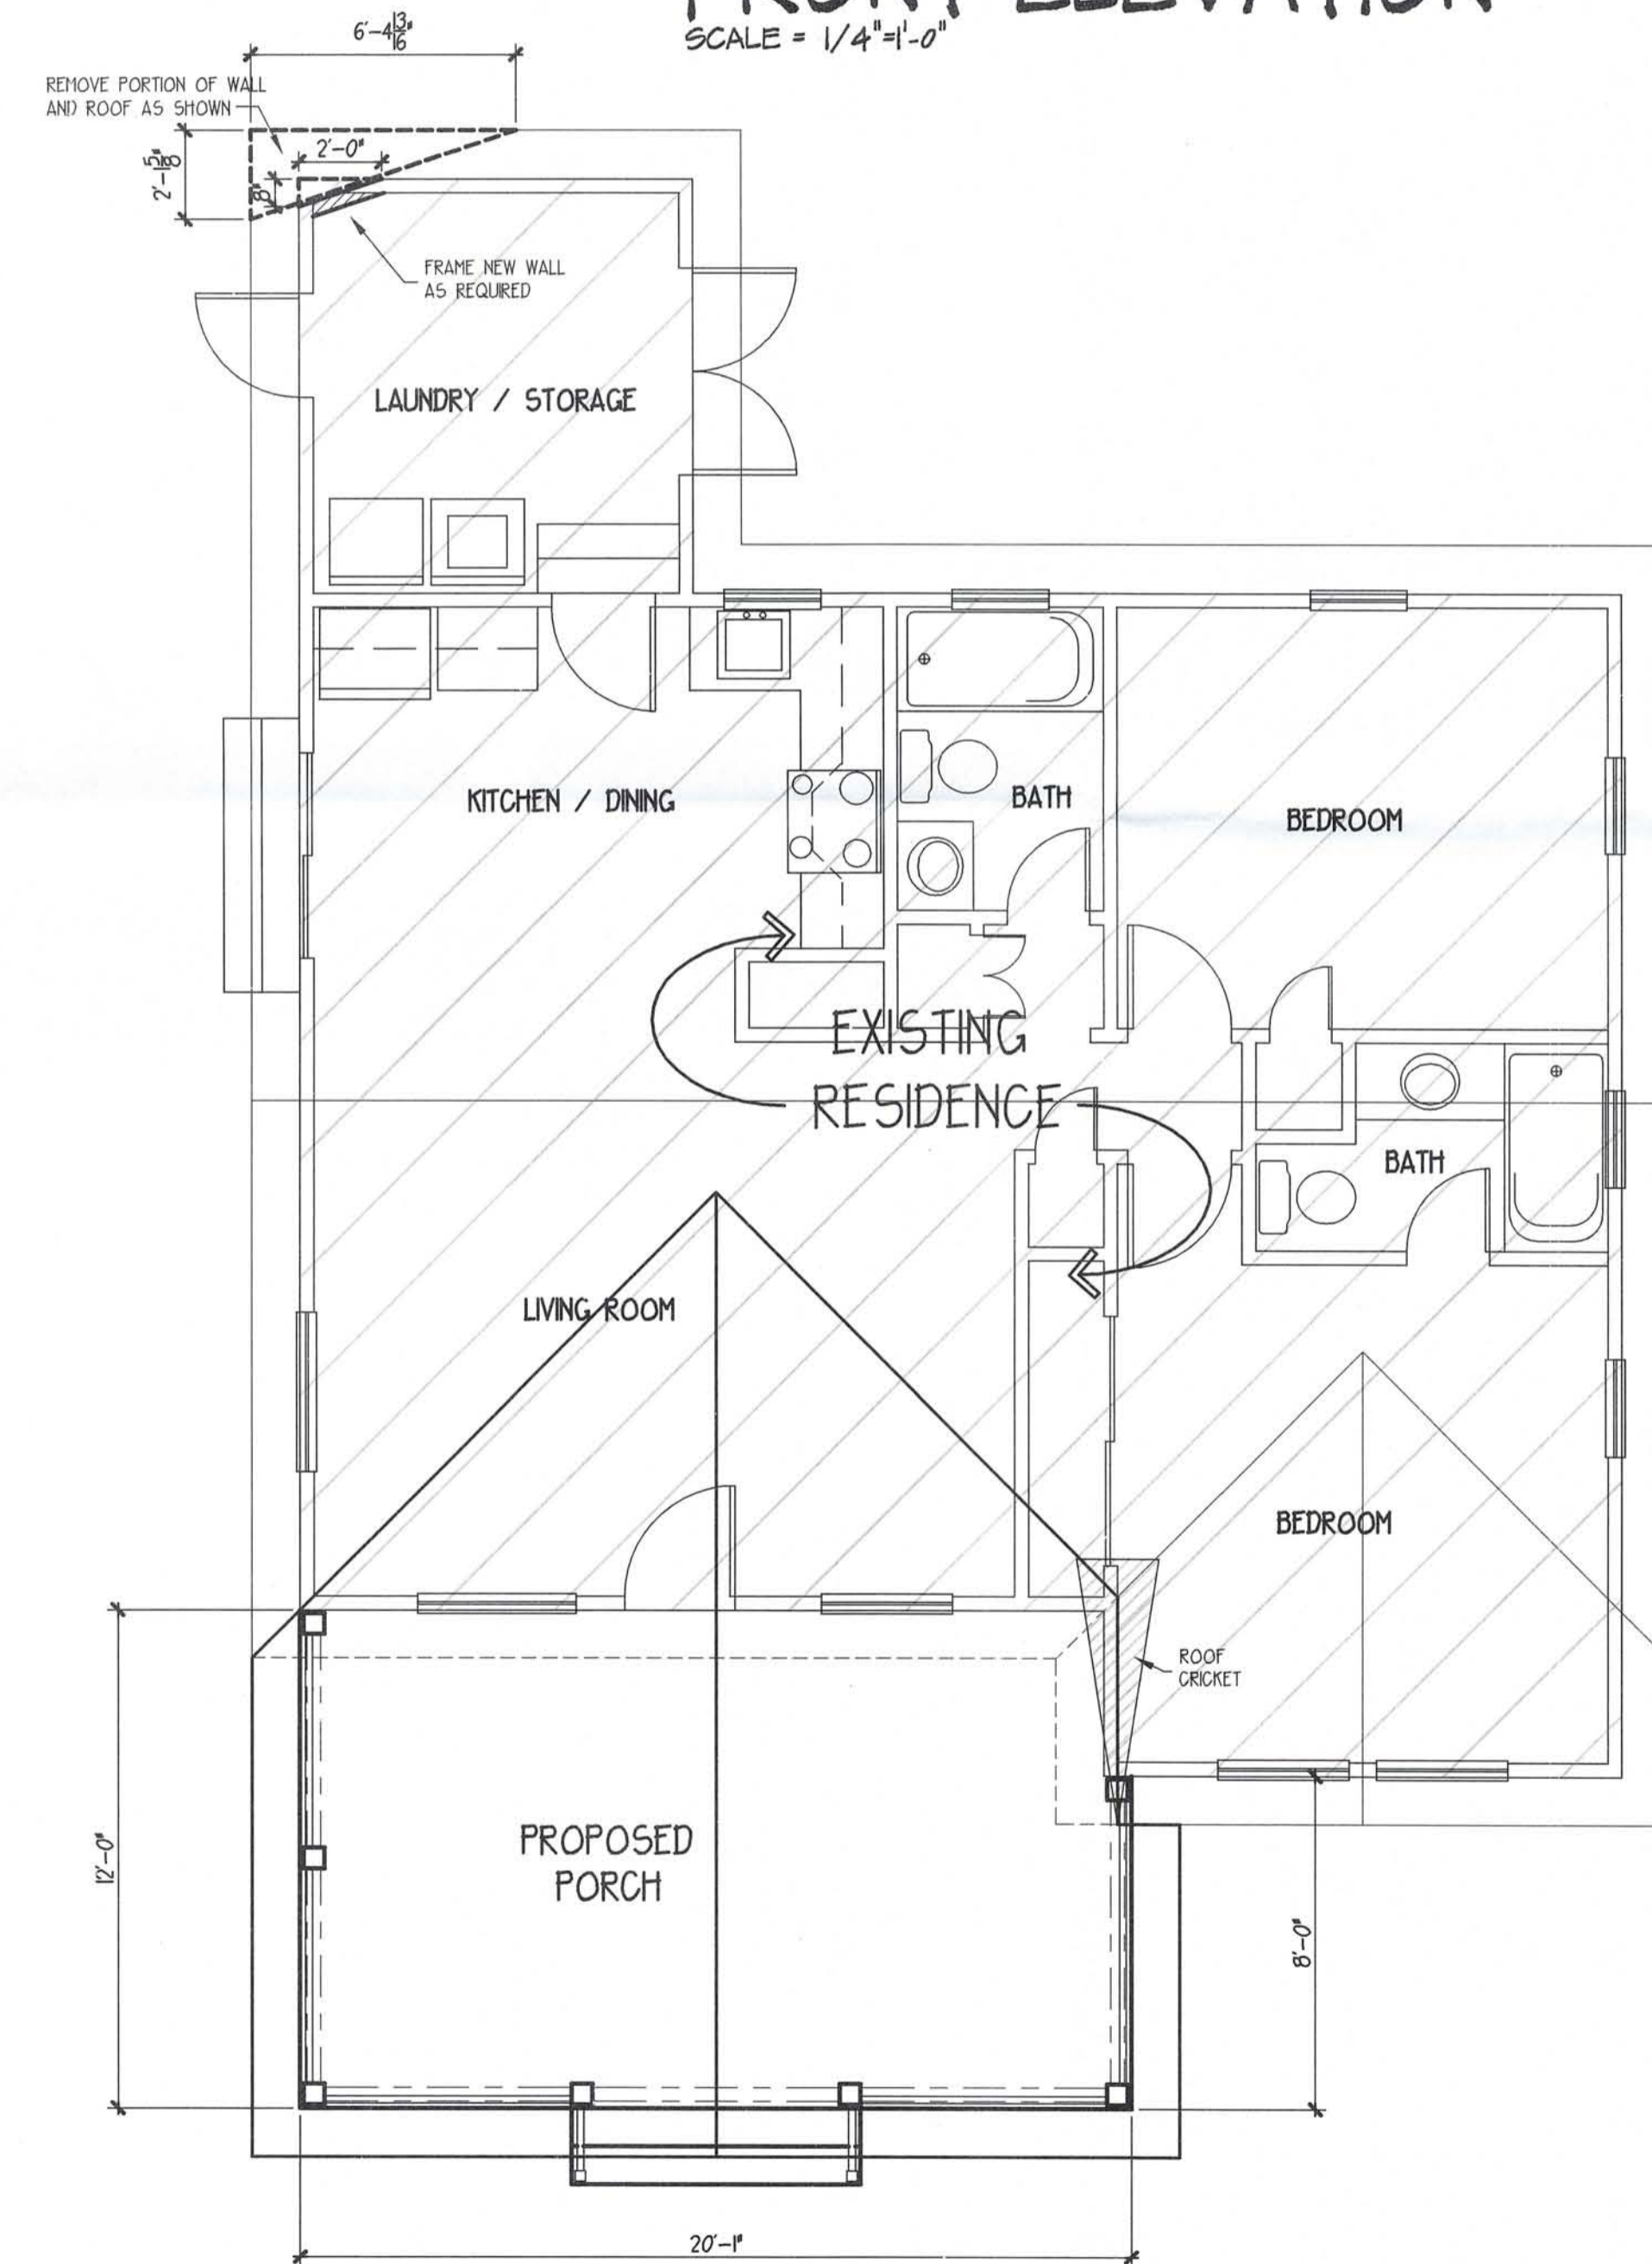 FRONT ELEVATION
SCALE = 1/4"=1'-0"
6'-4 13/16"
REMOVE PORTION OF WALL
AND ROOF AS SHOWN
2'-1 5/8"
2'-0"
8"
FRAME NEW WALL
AS REQUIRED
LAUNDRY / STORAGE
KITCHEN / DINING
BATH
BEDROOM
EXISTING
RESIDENCE
BATH
LIVING ROOM
BEDROOM
ROOF
CRICKET
PROPOSED
PORCH
12'-0"
8'-0"
20'-1"